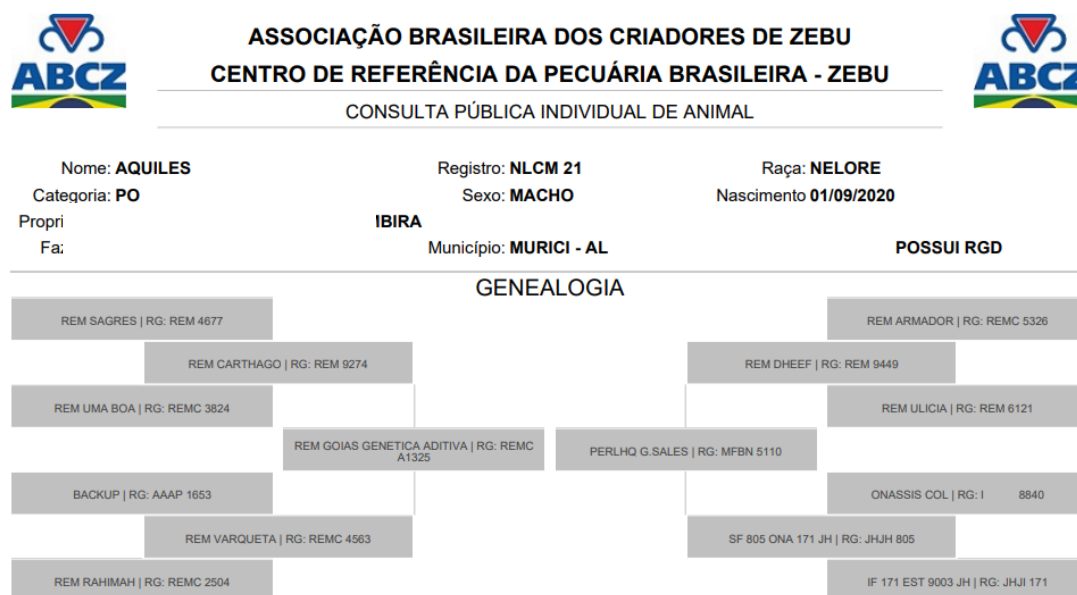 ABCZ
ASSOCIAÇÃO BRASILEIRA DOS CRIADORES DE ZEBU
CENTRO DE REFERÊNCIA DA PECUÁRIA BRASILEIRA - ZEBU
CONSULTA PÚBLICA INDIVIDUAL DE ANIMAL
ABCZ
Nome: AQUILES Registro: NLCM 21 Raça: NELORE
Categoria: PO Sexo: MACHO Nascimento 01/09/2020
Propri IBIRA
Faz Município: MURICI - AL POSSUI RGD
GENEALOGIA
REM SAGRES | RG: REM 4677 REM ARMADOR | RG: REMC 5326
REM CARTHAGO | RG: REM 9274 REM DHEEF | RG: REM 9449
REM UMA BOA | RG: REMC 3824 REM ULICIA | RG: REM 6121
REM GOIAS GENETICA ADITIVA | RG: REMC
A1325
PERLHQ G.SALES | RG: MFBN 5110
BACKUP | RG: AAAP 1653 ONASSIS COL | RG: I 8840
REM VARQUETA | RG: REMC 4563 SF 805 ONA 171 JH | RG: JHJH 805
REM RAHIMAH | RG: REMC 2504 IF 171 EST 9003 JH | RG: JHJI 171